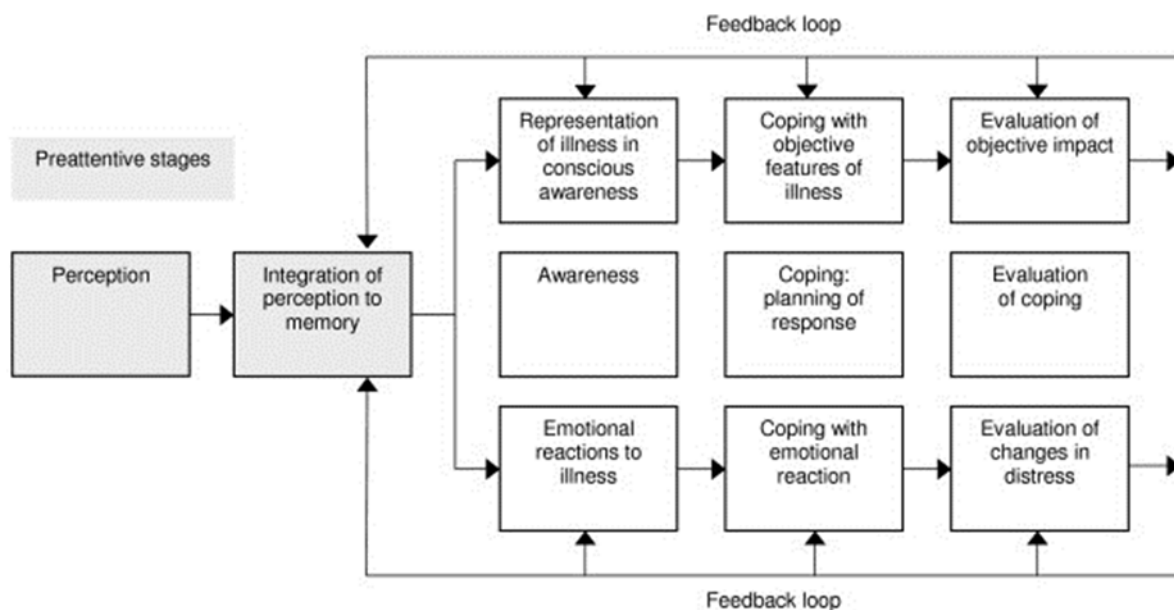 Feedback loop
Preattentive stages
Representation
of illness in
conscious
awareness
Coping with
objective
features of
illness
Evaluation of
objective impact
Perception
Integration of
perception to
memory
Awareness
Coping:
planning of
response
Evaluation
of coping
Emotional
reactions to
illness
Coping with
emotional
reaction
Evaluation of
changes in
distress
Feedback loop